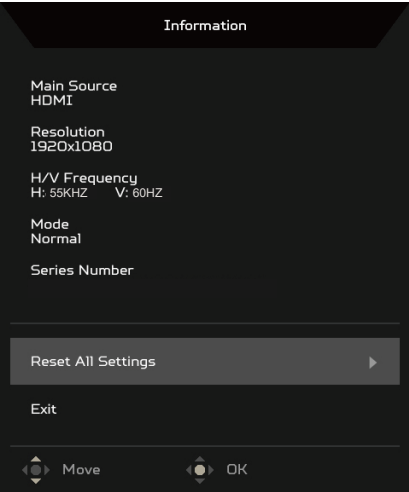 Information
Main Source
HDMI
Resolution
1920x1080
H/V Frequency
H: 55KHZ V: 60HZ
Mode
Normal
Series Number
Reset All Settings
Exit
Move OK